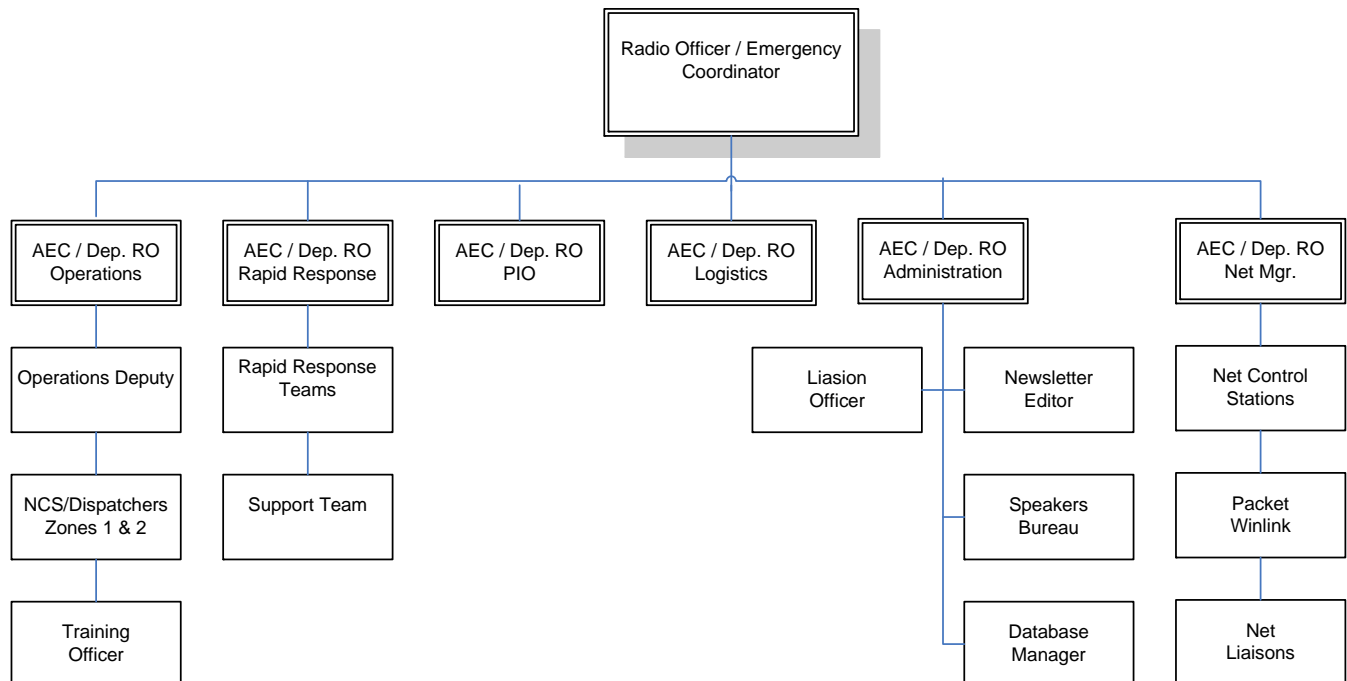 Radio Officer / Emergency
Coordinator
AEC / Dep. RO
Operations
AEC / Dep. RO
Rapid Response
AEC / Dep. RO
PIO
AEC / Dep. RO
Logistics
AEC / Dep. RO
Administration
AEC / Dep. RO
Net Mgr.
Operations Deputy
Rapid Response
Teams
Liasion
Officer
Newsletter
Editor
Net Control
Stations
NCS/Dispatchers
Zones 1 & 2
Support Team
Speakers
Bureau
Packet
Winlink
Training
Officer
Database
Manager
Net
Liaisons